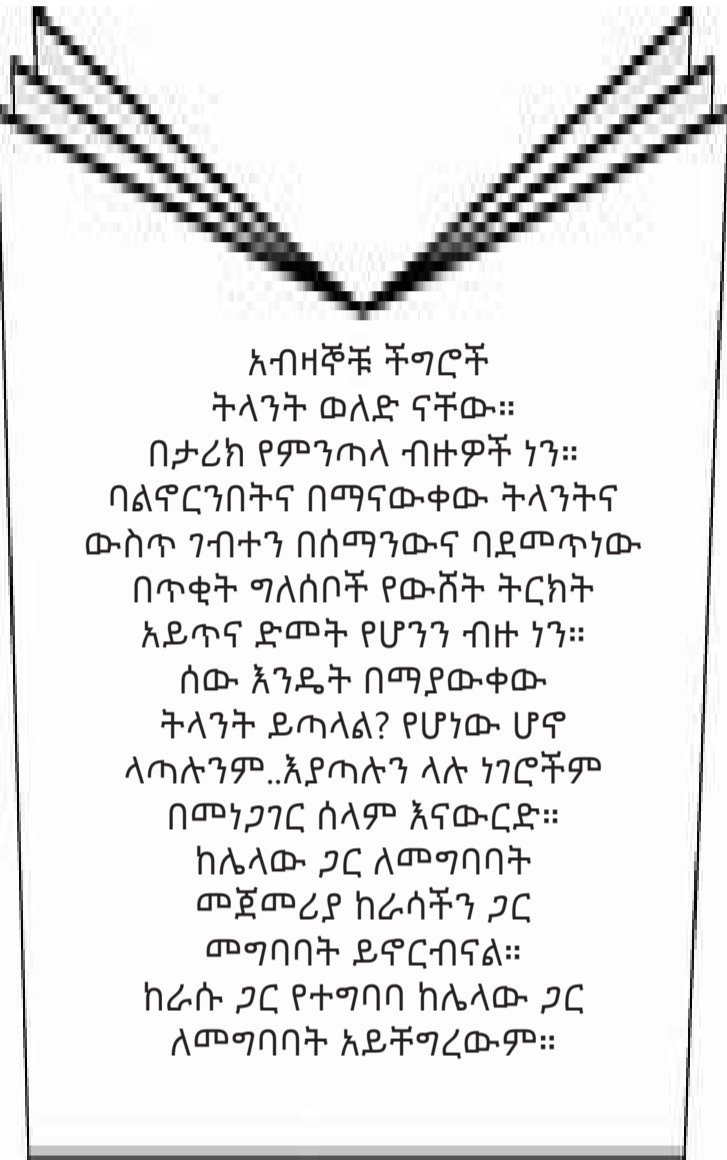 አብዛኞቹ ችግሮች
ትላንት ወለድ ናቸው።
በታሪክ የምንጣላ ብዙዎች ነን።
ባልኖርንበትና በማናውቀው ትላንትና
ውስጥ ገብተን በሰማንውና ባደመጥነው
በጥቂት ግለሰቦች የውሸት ትርክት
አይጥና ድመት የሆንን ብዙ ነን።
ሰው እንዴት በማያውቀው
ትላንት ይጣላል? የሆነው ሆኖ
ላጣሉንም..እያጣሉን ላሉ ነገሮችም
በመነጋገር ሰላም እናውርድ።
ከሌላው ጋር ለመግባባት
መጀመሪያ ከራሳችን ጋር
መግባባት ይኖርብናል።
ከራሱ ጋር የተግባባ ከሌላው ጋር
ለመግባባት አይቸግረውም።